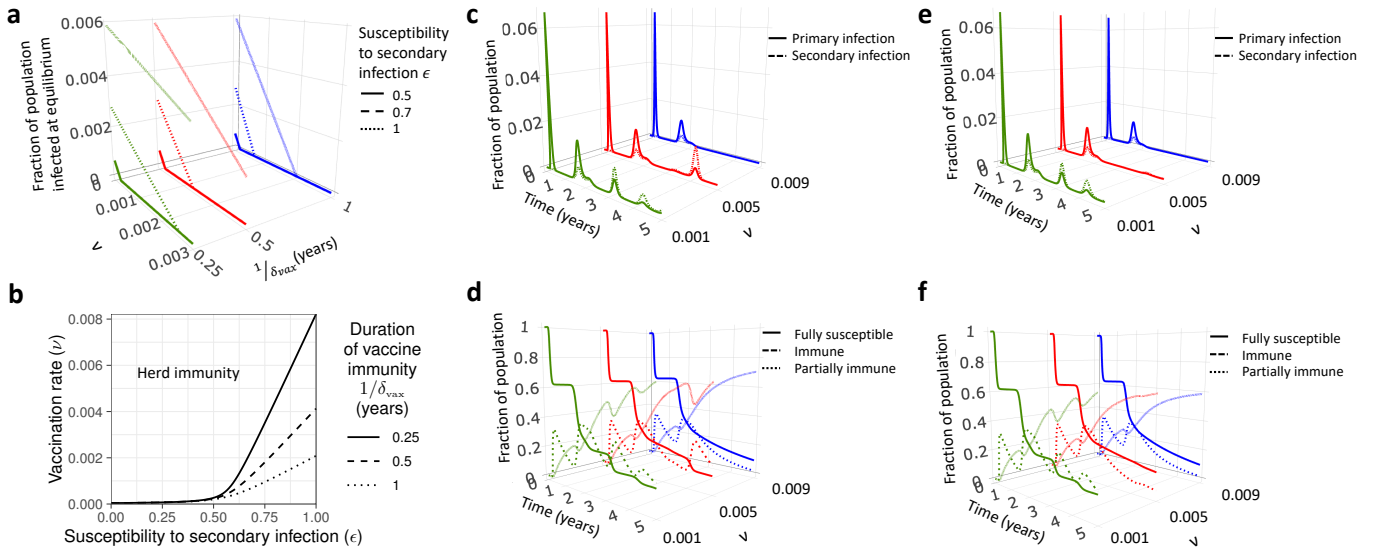 a
0.006
0.004
0.002
0
0
0.001
0.002
0.003
ν
0.25
0.5
1
1/δvax(years)
Fraction of population
infected at equilibrium
Susceptibility
to secondary
infection ϵ
0.5
0.7
1
b
0.008
0.006
0.004
0.002
0.000
0.00
0.25
0.50
0.75
1.00
Vaccination rate (ν)
Susceptibility to secondary infection (ϵ)
Herd immunity
Duration
of vaccine
immunity
1/δvax
(years)
0.25
0.5
1
c
Fraction of population
0.06
0.04
0.02
0
0
1
2
3
4
5
Time (years)
0.001
0.005
0.009
ν
Primary infection
Secondary infection
d
Fraction of population
1
0.8
0.6
0.4
0.2
0
0
1
2
3
4
5
Time (years)
0.001
0.005
0.009
ν
Fully susceptible
Immune
Partially immune
e
Fraction of population
0.06
0.04
0.02
0
0
1
2
3
4
5
Time (years)
0.001
0.005
0.009
ν
Primary infection
Secondary infection
f
Fraction of population
1
0.8
0.6
0.4
0.2
0
0
1
2
3
4
5
Time (years)
0.001
0.005
0.009
ν
Fully susceptible
Immune
Partially immune